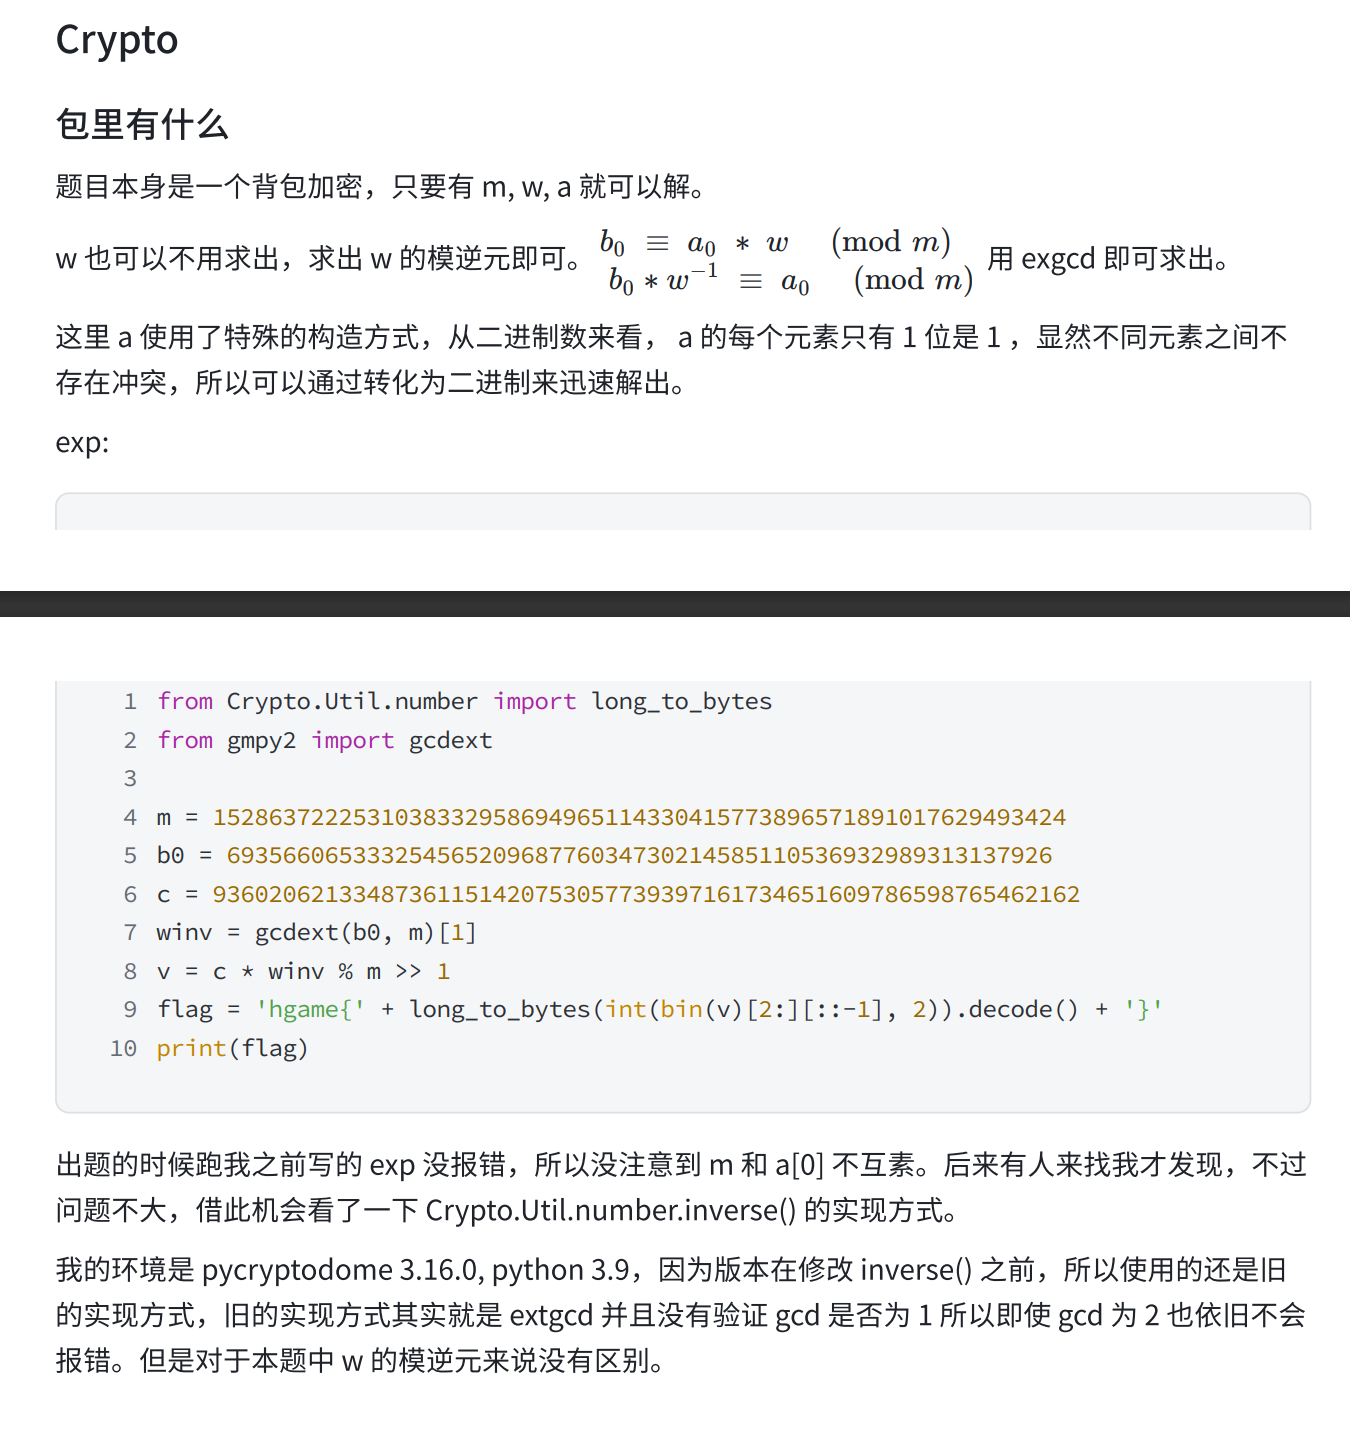 Crypto
包里有什么
题目本身是一个背包加密，只要有 m, w, a 就可以解。
w 也可以不用求出，求出 w 的模逆元即可。 b₀ ≡ a₀ * w (mod m)
b₀ * w⁻¹ ≡ a₀ (mod m) 用 exgcd 即可求出。
这里 a 使用了特殊的构造方式，从二进制数来看， a 的每个元素只有 1 位是 1 ，显然不同元素之间不
存在冲突，所以可以通过转化为二进制来迅速解出。
exp:
1 from Crypto.Util.number import long_to_bytes
2 from gmpy2 import gcdext
3
4 m = 1528637222531038332958694965114330415773896571891017629493424
5 b0 = 69356606533325456520968776034730214585110536932989313137926
6 c = 93602062133487361151420753057739397161734651609786598765462162
7 winv = gcdext(b0, m)[1]
8 v = c * winv % m >> 1
9 flag = 'hgame{' + long_to_bytes(int(bin(v)[2:][::-1], 2)).decode() + '}'
10 print(flag)
出题的时候跑我之前写的 exp 没报错，所以没注意到 m 和 a[0] 不互素。后来有人来找我才发现，不过
问题不大，借此机会看了一下 Crypto.Util.number.inverse() 的实现方式。
我的环境是 pycryptodome 3.16.0, python 3.9，因为版本在修改 inverse() 之前，所以使用的还是旧
的实现方式，旧的实现方式其实就是 extgcd 并且没有验证 gcd 是否为 1 所以即使 gcd 为 2 也依旧不会
报错。但是对于本题中 w 的模逆元来说没有区别。